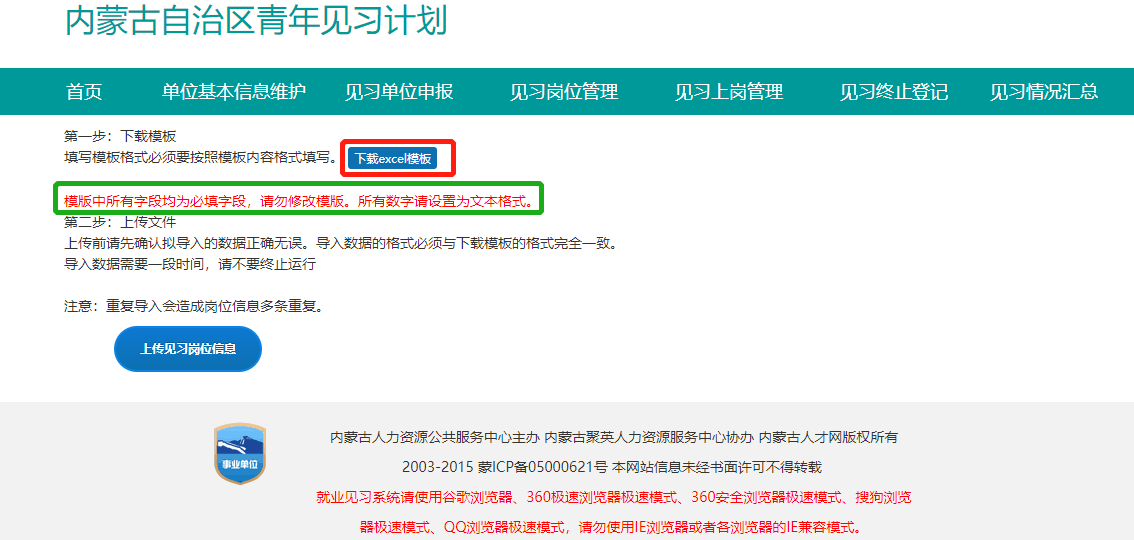 内蒙古自治区青年见习计划
首页 单位基本信息维护 见习单位申报 见习岗位管理 见习上岗管理 见习终止登记 见习情况汇总
第一步：下载模板
填写模板格式必须要按照模板内容格式填写。 下载excel模板
模版中所有字段均为必填字段，请勿修改模版。所有数字请设置为文本格式。
第二步：上传文件
上传前请先确认拟导入的数据正确无误。导入数据的格式必须与下载模板的格式完全一致。
导入数据需要一段时间，请不要终止运行
注意：重复导入会造成岗位信息多条重复。
上传见习岗位信息
事业单位
内蒙古人力资源公共服务中心主办 内蒙古聚英人力资源服务中心协办 内蒙古人才网版权所有
2003-2015 蒙ICP备05000621号 本网站信息未经书面许可不得转载
就业见习系统请使用谷歌浏览器、360极速浏览器极速模式、360安全浏览器极速模式、搜狗浏览
器极速模式、QQ浏览器极速模式，请勿使用IE浏览器或者各浏览器的IE兼容模式。